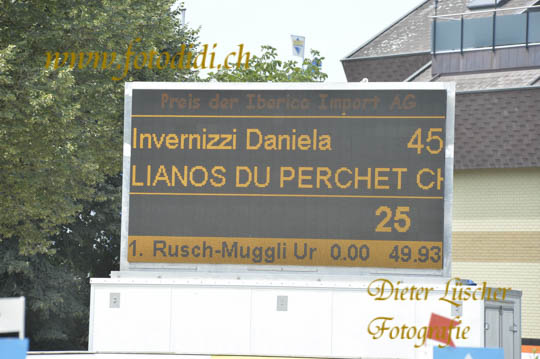 www.fotodidi.ch
Preis der Iberico Import AG
Invernizzi Daniela 45
LIANOS DU PERCHET CH
25
1. Rusch-Muggli Ur 0.00 49.93
Dieter Lüscher
Fotografie